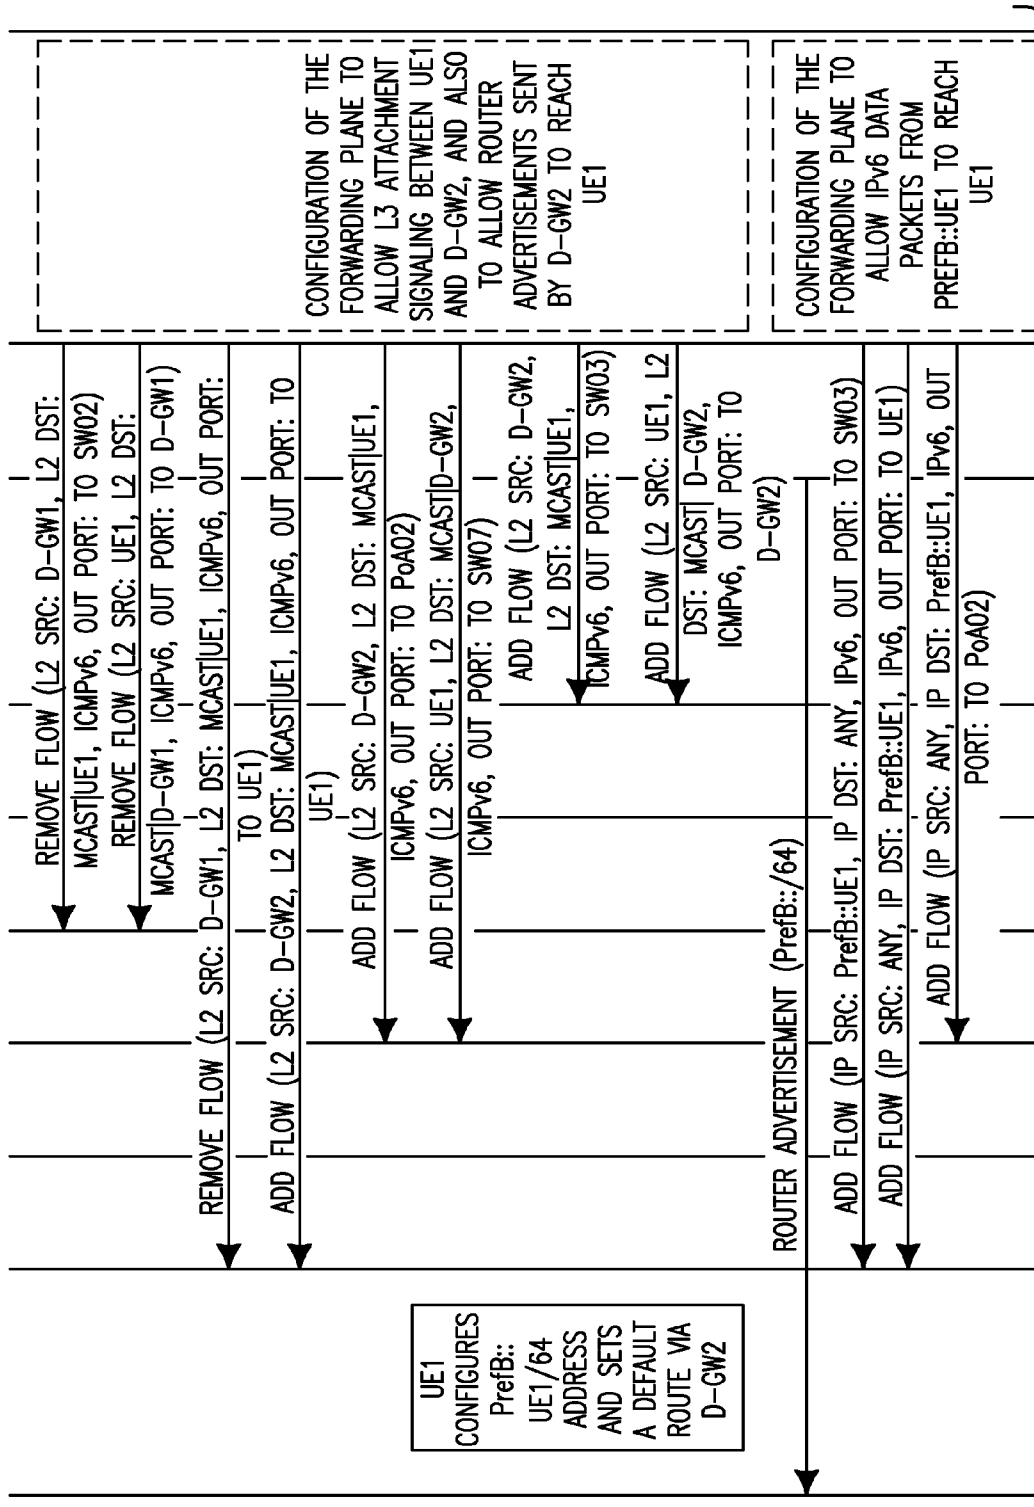 REMOVE FLOW (L2 SRC: D-GW1, L2 DST:
MCAST|UE1, ICMPv6, OUT PORT: TO SW02)
REMOVE FLOW (L2 SRC: UE1, L2 DST:
MCAST|D-GW1, ICMPv6, OUT PORT: TO D-GW1)
REMOVE FLOW (L2 SRC: D-GW1, L2 DST: MCAST|UE1, ICMPv6, OUT PORT:
TO UE1)
ADD FLOW (L2 SRC: D-GW2, L2 DST: MCAST|UE1, ICMPv6, OUT PORT: TO
UE1)
ADD FLOW (L2 SRC: D-GW2, L2 DST: MCAST|UE1,
ICMPv6, OUT PORT: TO PoA02)
ADD FLOW (L2 SRC: UE1, L2 DST: MCAST|D-GW2,
ICMPv6, OUT PORT: TO SW07)
ADD FLOW (L2 SRC: D-GW2,
L2 DST: MCAST|UE1,
ICMPv6, OUT PORT: TO SW03)
ADD FLOW (L2 SRC: UE1, L2
DST: MCAST| D-GW2,
ICMPv6, OUT PORT: TO
D-GW2)
CONFIGURATION OF THE
FORWARDING PLANE TO
ALLOW L3 ATTACHMENT
SIGNALING BETWEEN UE1
AND D-GW2, AND ALSO
TO ALLOW ROUTER
ADVERTISEMENTS SENT
BY D-GW2 TO REACH
UE1
UE1
CONFIGURES
PrefB::
UE1/64
ADDRESS
AND SETS
A DEFAULT
ROUTE VIA
D-GW2
ROUTER ADVERTISEMENT (PrefB::/64)
ADD FLOW (IP SRC: PrefB::UE1, IP DST: ANY, IPv6, OUT PORT: TO SW03)
ADD FLOW (IP SRC: ANY, IP DST: PrefB::UE1, IPv6, OUT PORT: TO UE1)
ADD FLOW (IP SRC: ANY, IP DST: PrefB::UE1, IPv6, OUT
PORT: TO PoA02)
CONFIGURATION OF THE
FORWARDING PLANE TO
ALLOW IPv6 DATA
PACKETS FROM
PREFB::UE1 TO REACH
UE1